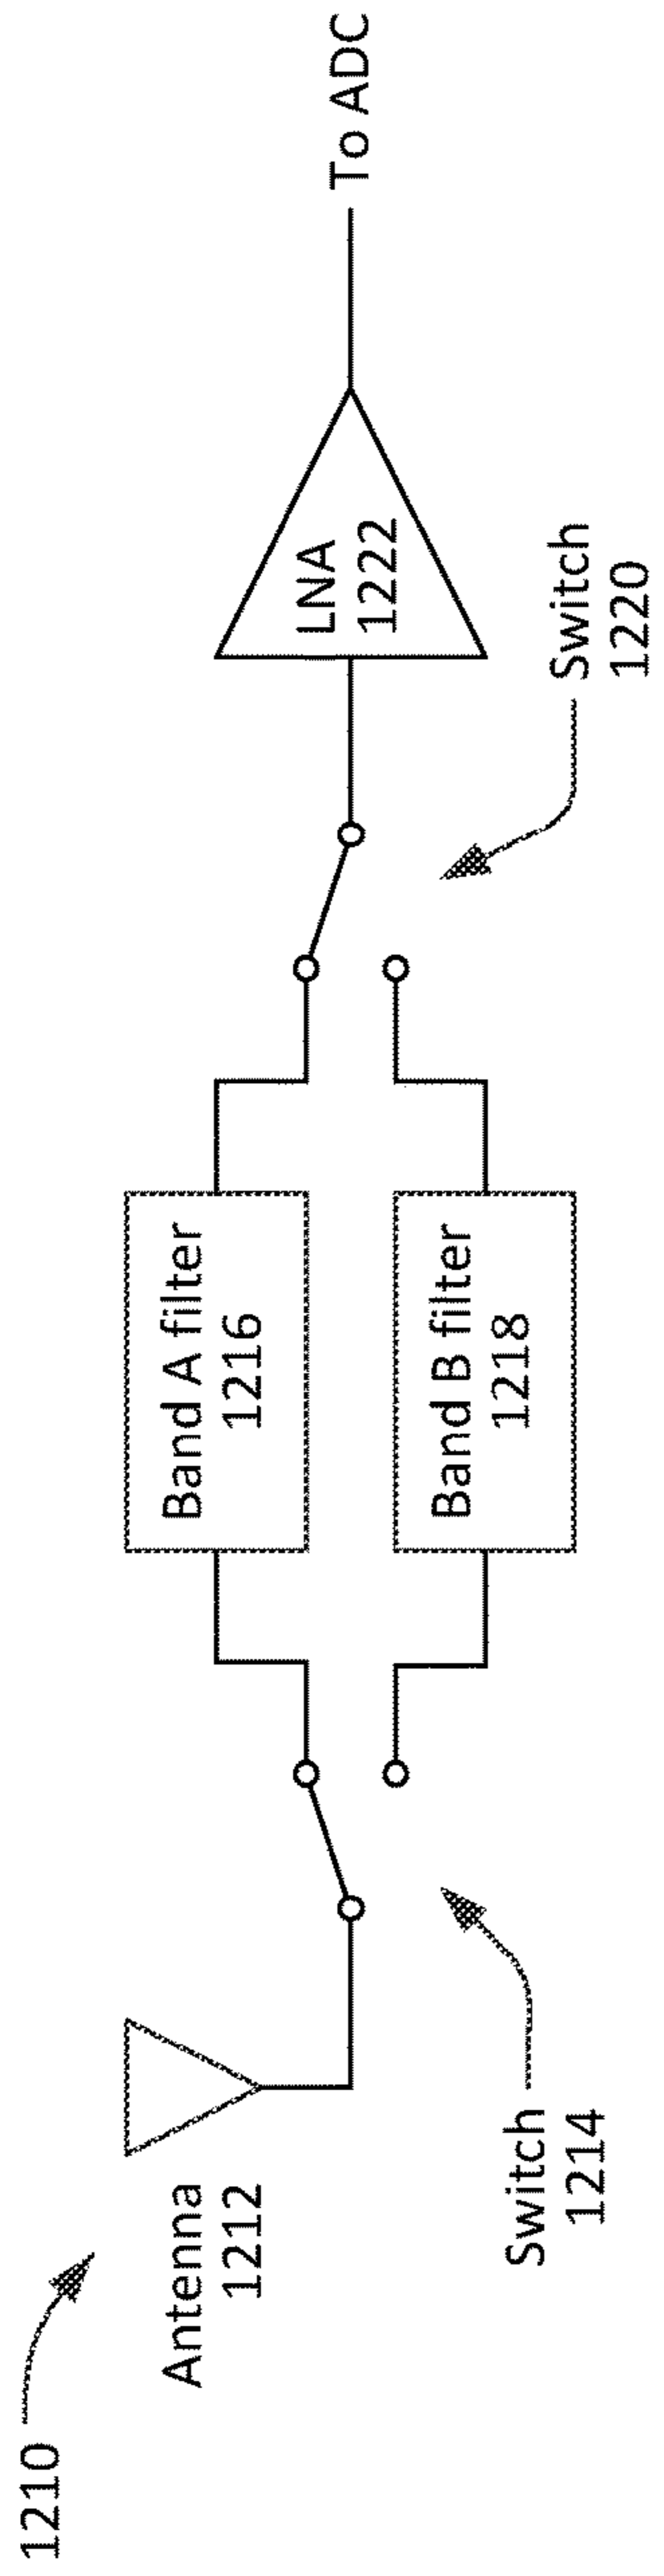 1210
Antenna
1212
Switch
1214
Band A filter
1216
Band B filter
1218
Switch
1220
LNA
1222
To ADC